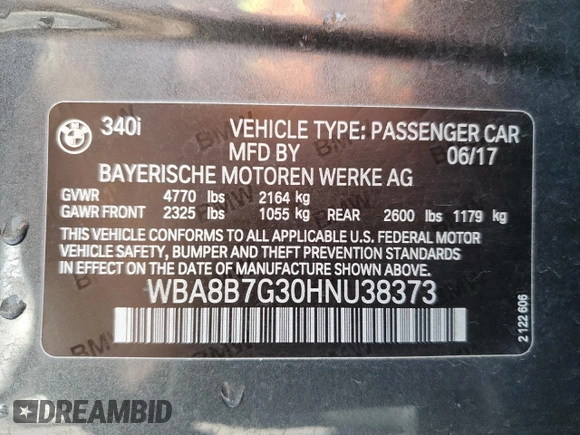 340i VEHICLE TYPE: PASSENGER CAR
MFD BY 06/17
BAYERISCHE MOTOREN WERKE AG
GVWR 4770 lbs 2164 kg
GAWR FRONT 2325 lbs 1055 kg REAR 2600 lbs 1179 kg
THIS VEHICLE CONFORMS TO ALL APPLICABLE U.S. FEDERAL MOTOR
VEHICLE SAFETY, BUMPER AND THEFT PREVENTION STANDARDS
IN EFFECT ON THE DATE OF MANUFACTURE SHOWN ABOVE.
WBA8B7G30HNU38373
2 122 606
DREAMBID